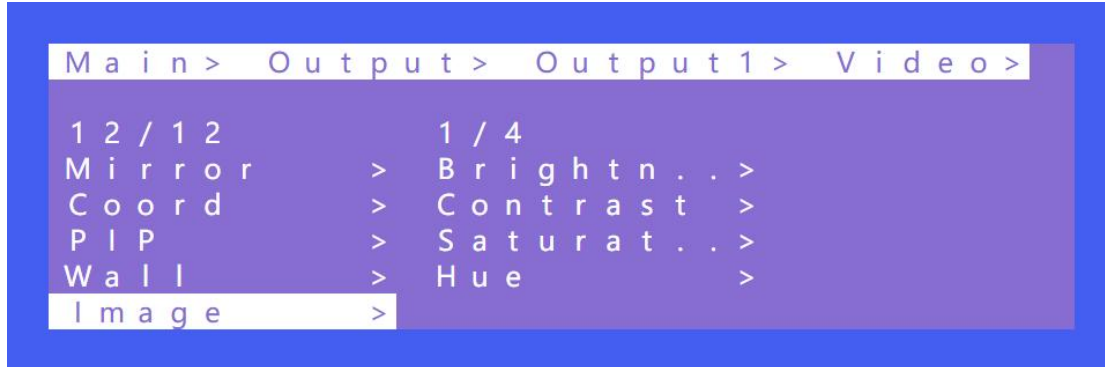 Main> Output> Output1> Video>
12/12 1/4
Mirror > Brightn..>
Coord > Contrast >
PIP > Saturat..>
Wall > Hue >
Image >